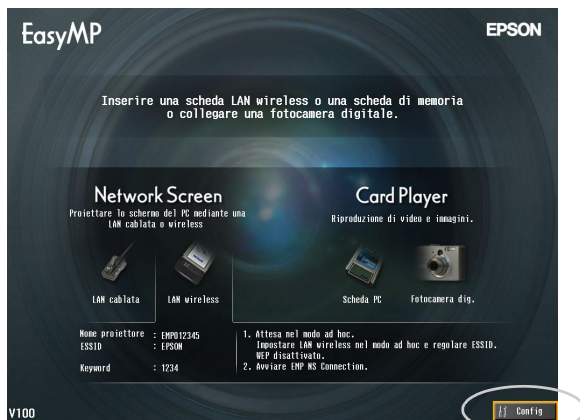 EasyMP
EPSON
Inserire una scheda LAN wireless o una scheda di memoria
o collegare una fotocamera digitale.
Network Screen
Proiettare lo schermo del PC mediante una
LAN cablata o wireless
LAN cablata
LAN wireless
Card Player
Riproduzione di video e immagini.
Scheda PC
Fotocamera dig.
Nome proiettore : EMP012345
ESSID : EPSON
Keyword : 1234
1. Attesa nel modo ad hoc.
Impostare LAN wireless nel modo ad hoc e regolare ESSID.
WEP disattivato.
2. Avviare EMP NS Connection.
V100
Config